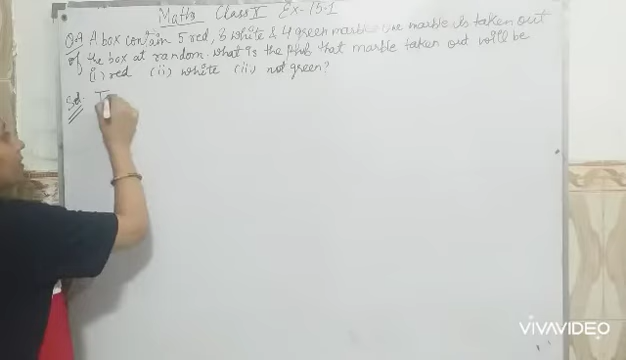 Maths Class X Ex-15.1
Q.9 A box contain 5 red, 8 white & 4 green marble One marble is taken out
of the box at random. What is the prob that marble taken out will be
(i) red (ii) white (iii) not green?
Sol. T
VIVAVIDEO